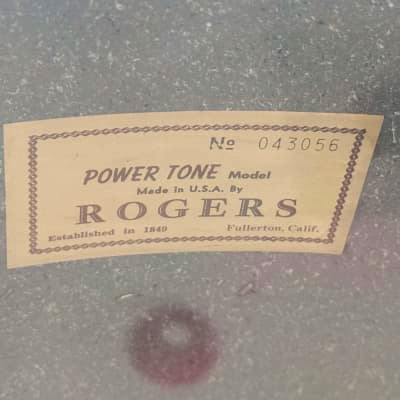 No 043056
POWER TONE Model
Made in U.S.A. By
ROGERS
Established in 1849 Fullerton, Calif.